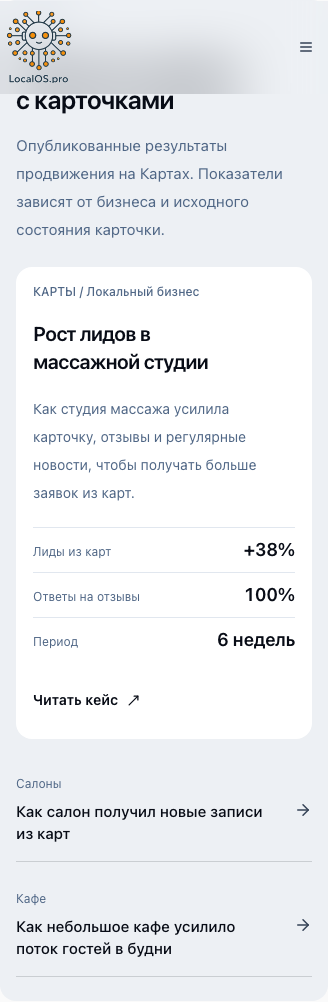 LocalOS.pro
с карточками
Опубликованные результаты
продвижения на Картах. Показатели
зависят от бизнеса и исходного
состояния карточки.
КАРТЫ / Локальный бизнес
Рост лидов в
массажной студии
Как студия массажа усилила
карточку, отзывы и регулярные
новости, чтобы получать больше
заявок из карт.
Лиды из карт +38%
Ответы на отзывы 100%
Период 6 недель
Читать кейс ↗
Салоны
Как салон получил новые записи →
из карт
Кафе
Как небольшое кафе усилило →
поток гостей в будни